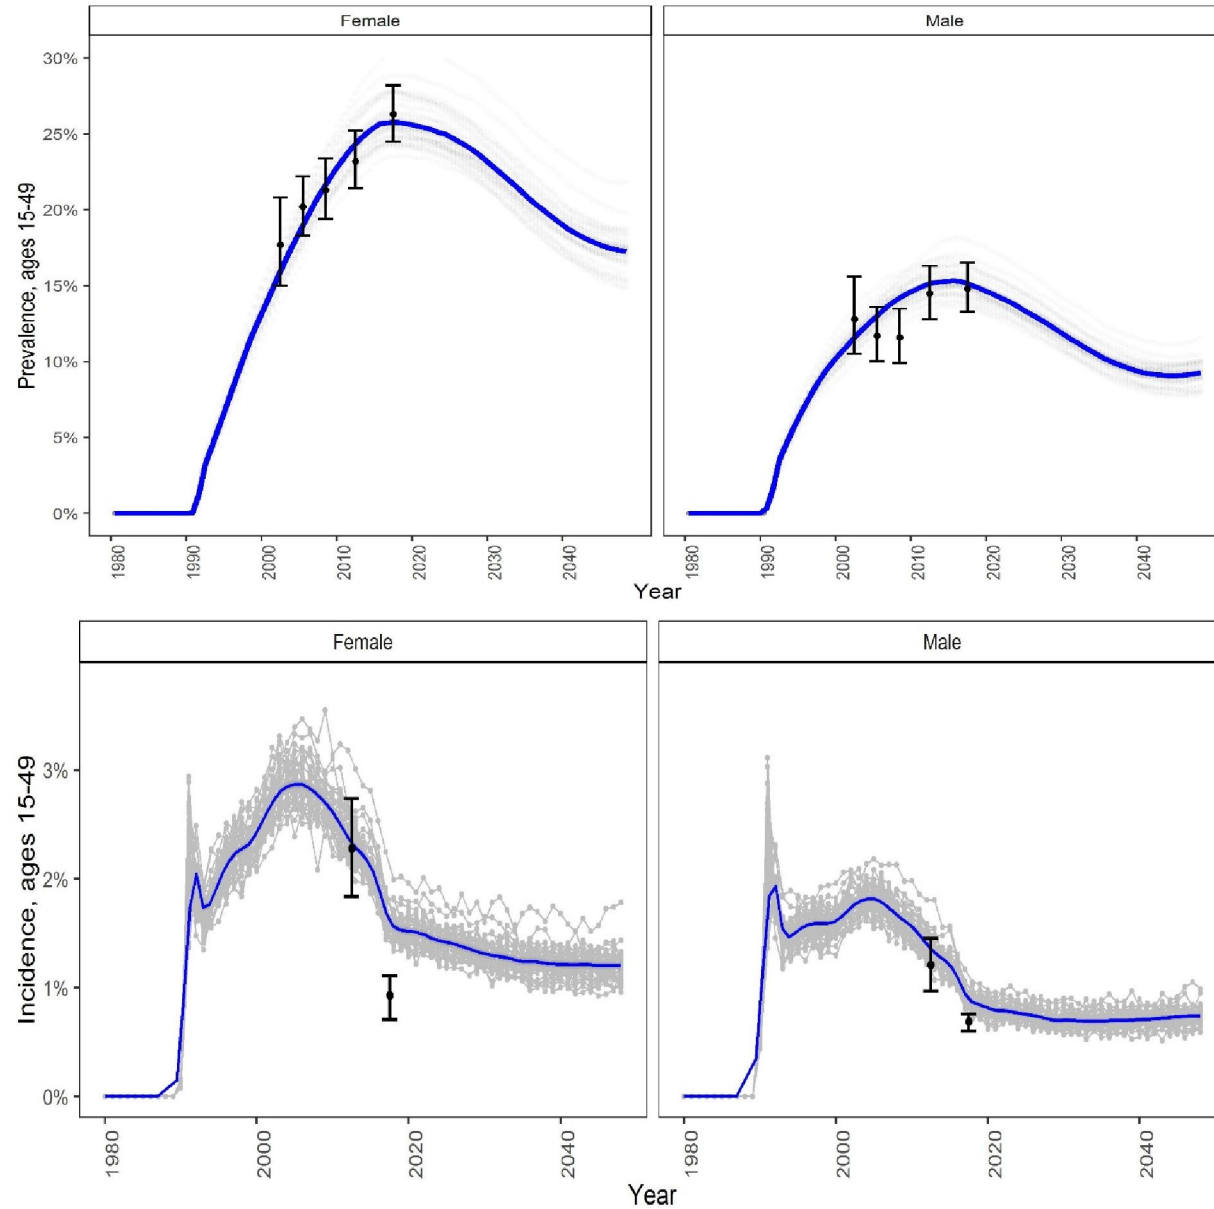 Female Male
Prevalence, ages 15-49
30%
25%
20%
15%
10%
5%
0%
1980 1990 2000 2010 2020 2030 2040 1980 1990 2000 2010 2020 2030 2040
Year
Female Male
Incidence, ages 15-49
3%
2%
1%
0%
1980 2000 2020 2040 1980 2000 2020 2040
Year